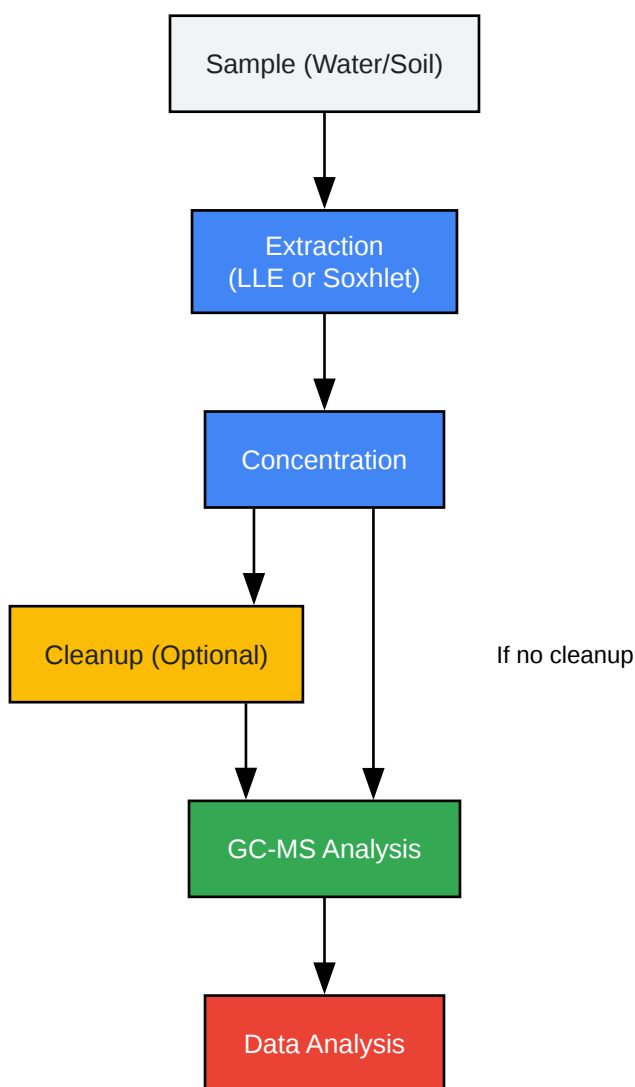 Sample (Water/Soil)
Extraction
(LLE or Soxhlet)
Concentration
Cleanup (Optional)
If no cleanup
GC-MS Analysis
Data Analysis